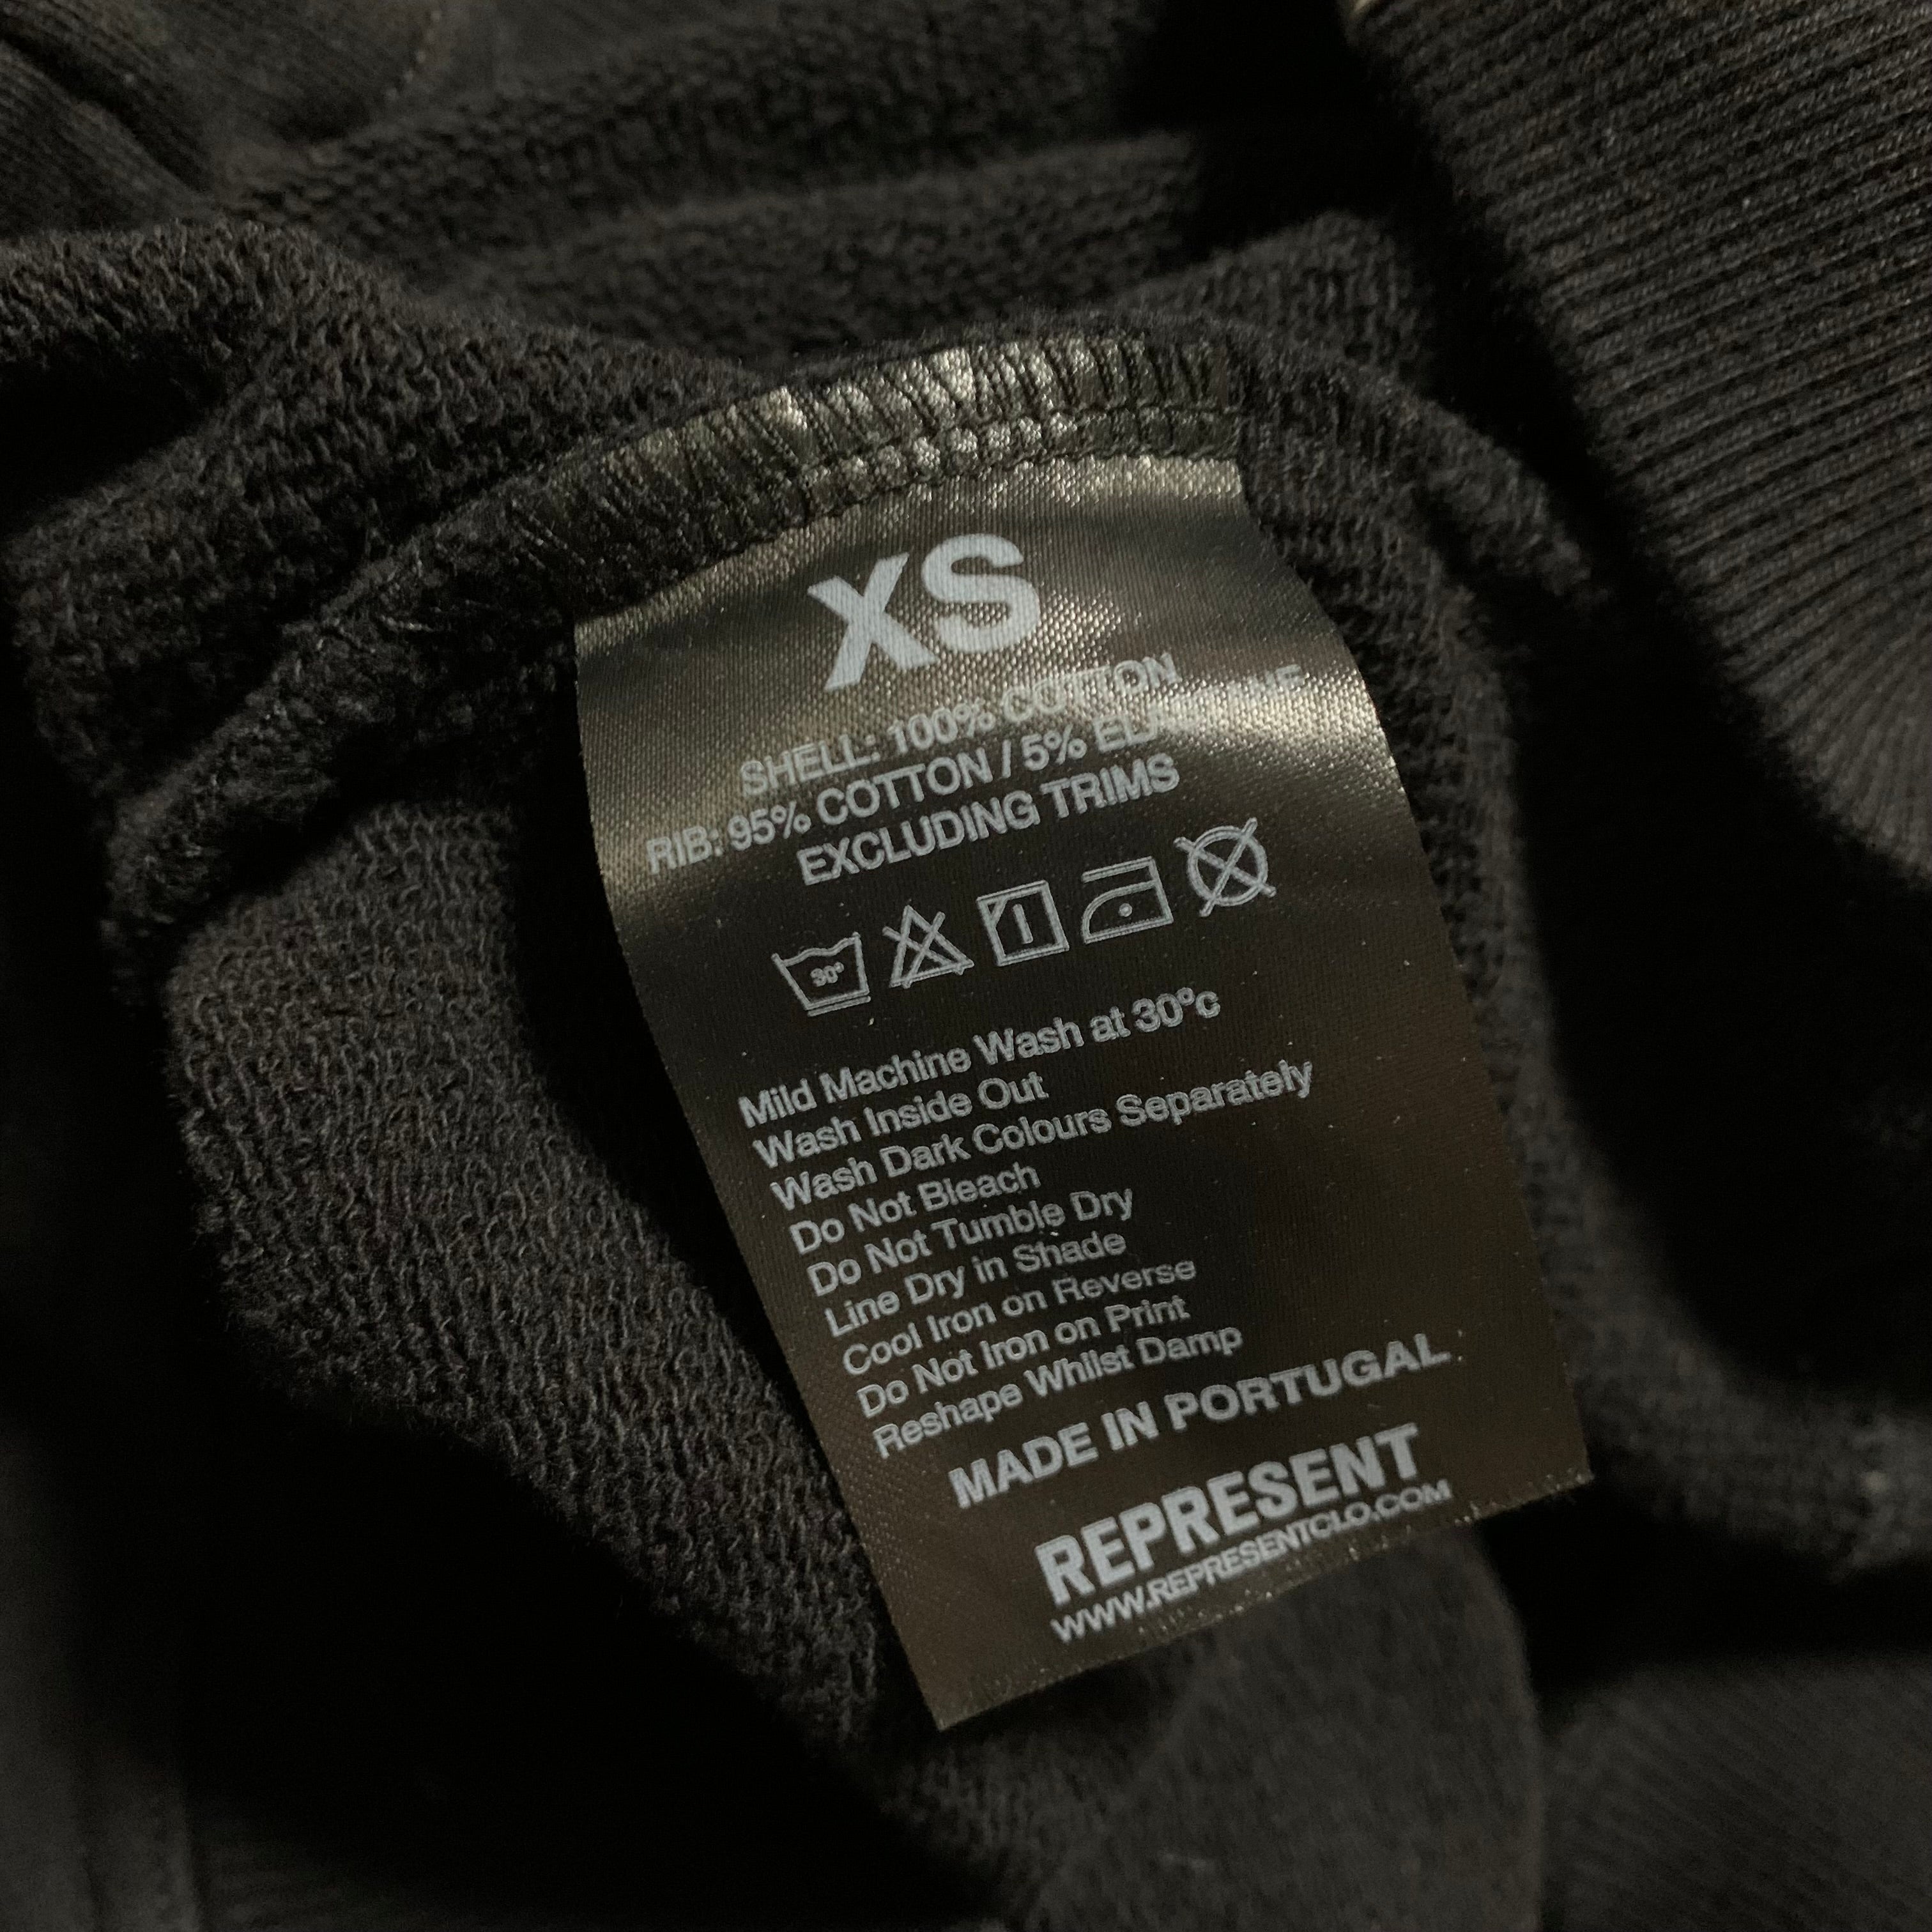 XS
SHELL: 100% COTTON
RIB: 95% COTTON / 5% ELASTANE
EXCLUDING TRIMS
30°
Mild Machine Wash at 30ºc
Wash Inside Out
Wash Dark Colours Separately
Do Not Bleach
Do Not Tumble Dry
Line Dry in Shade
Cool Iron on Reverse
Do Not Iron on Print
Reshape Whilst Damp
MADE IN PORTUGAL
REPRESENT
WWW.REPRESENTCLO.COM